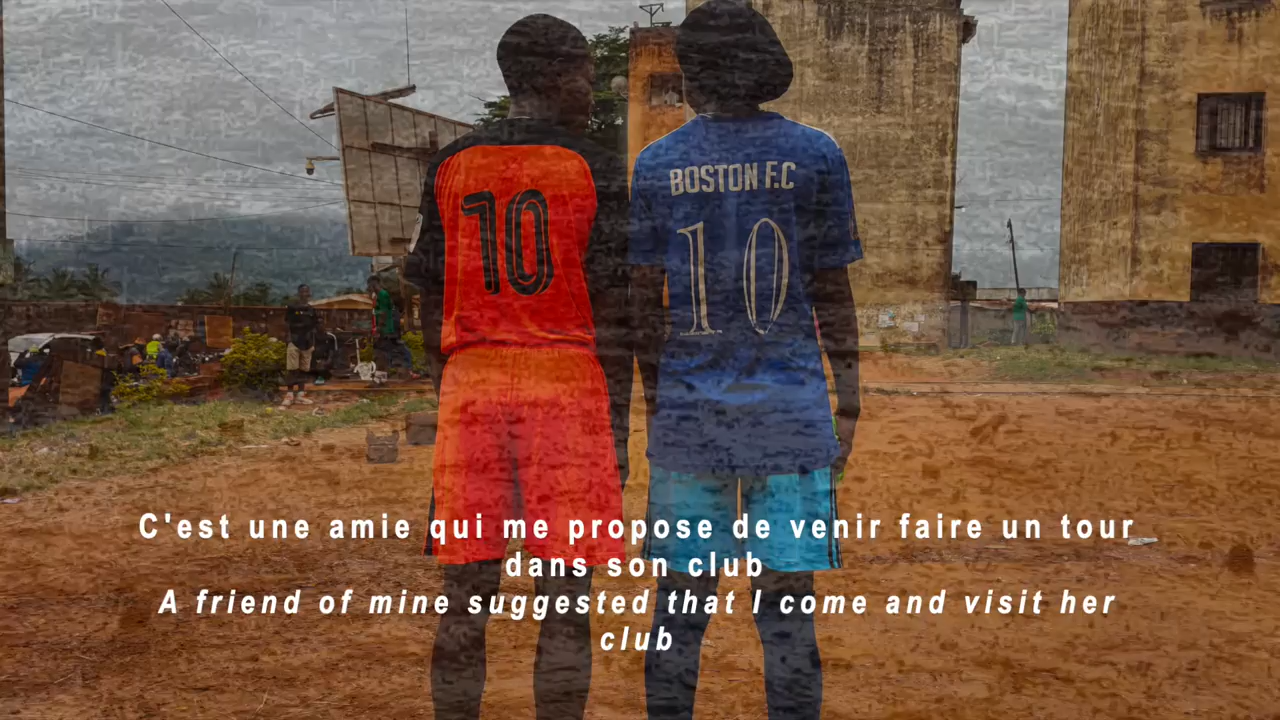 10
BOSTON F.C
10
C'est une amie qui me propose de venir faire un tour
dans son club
A friend of mine suggested that I come and visit her
club